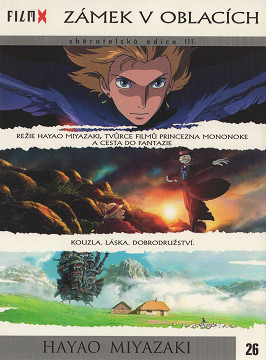 FILMX
ZÁMEK V OBLACÍCH
sběratelská edice III.
REŽIE HAYAO MIYAZAKI, TVŮRCE FILMŮ PRINCEZNA MONONOKE
A CESTA DO FANTAZIE
KOUZLA. LÁSKA. DOBRODRUŽSTVÍ.
HAYAO MIYAZAKI
26